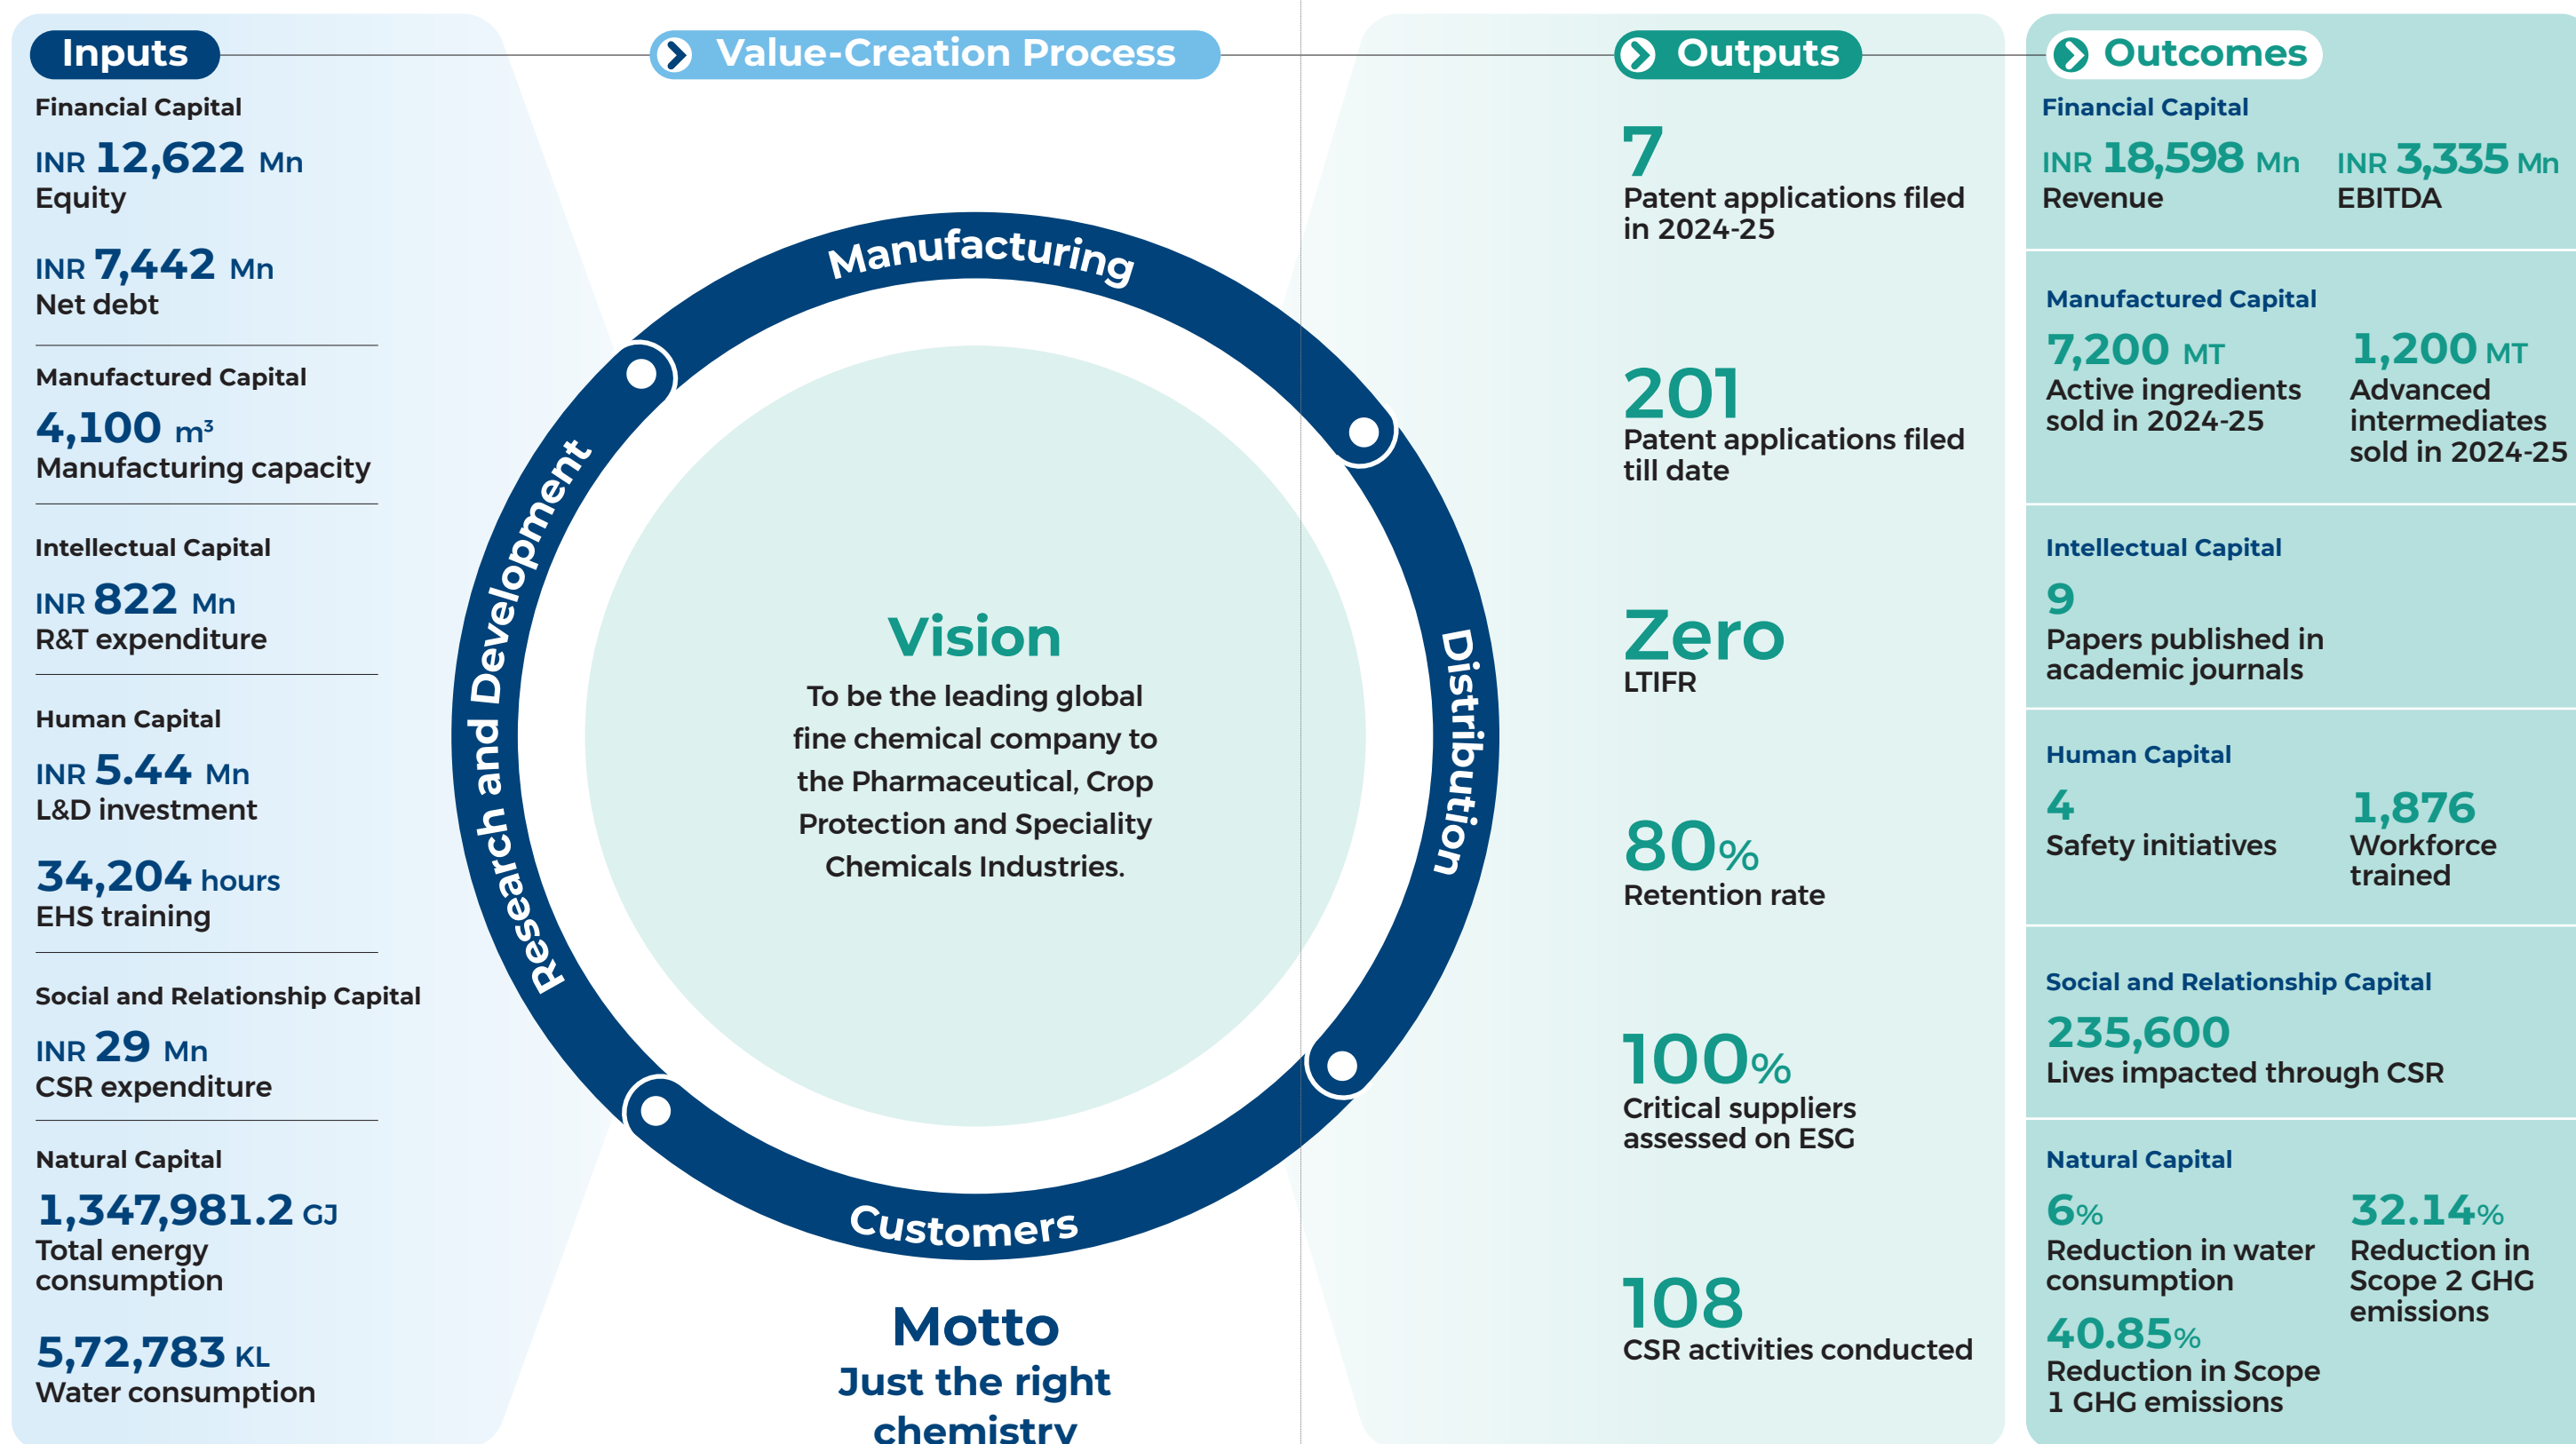 Inputs
Financial Capital
INR 12,622 Mn
Equity
INR 7,442 Mn
Net debt
Manufactured Capital
4,100 m³
Manufacturing capacity
Intellectual Capital
INR 822 Mn
R&T expenditure
Human Capital
INR 5.44 Mn
L&D investment
34,204 hours
EHS training
Social and Relationship Capital
INR 29 Mn
CSR expenditure
Natural Capital
1,347,981.2 GJ
Total energy
consumption
5,72,783 KL
Water consumption
Value-Creation Process
Manufacturing
Research and Development
Distribution
Customers
Vision
To be the leading global
fine chemical company to
the Pharmaceutical, Crop
Protection and Speciality
Chemicals Industries.
Motto
Just the right
chemistry
Outputs
7
Patent applications filed
in 2024-25
201
Patent applications filed
till date
Zero
LTIFR
80%
Retention rate
100%
Critical suppliers
assessed on ESG
108
CSR activities conducted
Outcomes
Financial Capital
INR 18,598 Mn
Revenue
INR 3,335 Mn
EBITDA
Manufactured Capital
7,200 MT
Active ingredients
sold in 2024-25
1,200 MT
Advanced
intermediates
sold in 2024-25
Intellectual Capital
9
Papers published in
academic journals
Human Capital
4
Safety initiatives
1,876
Workforce
trained
Social and Relationship Capital
235,600
Lives impacted through CSR
Natural Capital
6%
Reduction in water
consumption
32.14%
Reduction in
Scope 2 GHG
emissions
40.85%
Reduction in Scope
1 GHG emissions